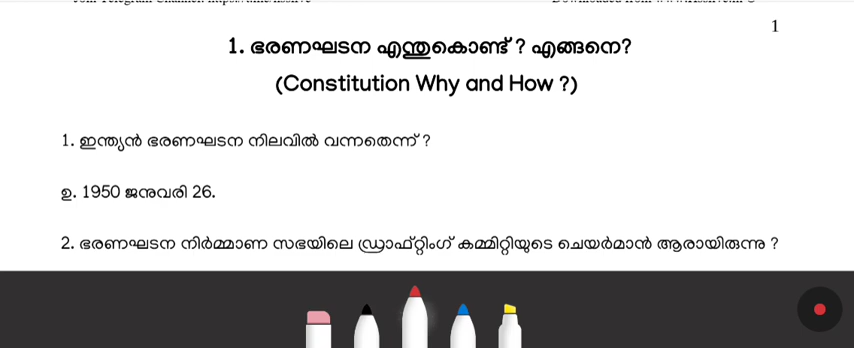 1
1. ഭരണഘടന എന്തുകൊണ്ട് ? എങ്ങനെ?
(Constitution Why and How ?)
1. ഇന്ത്യൻ ഭരണഘടന നിലവിൽ വന്നതെന്ന് ?
ഉ. 1950 ജനുവരി 26.
2. ഭരണഘടന നിർമ്മാണ സഭയിലെ ഡ്രാഫ്റ്റിംഗ് കമ്മിറ്റിയുടെ ചെയർമാൻ ആരായിരുന്നു ?